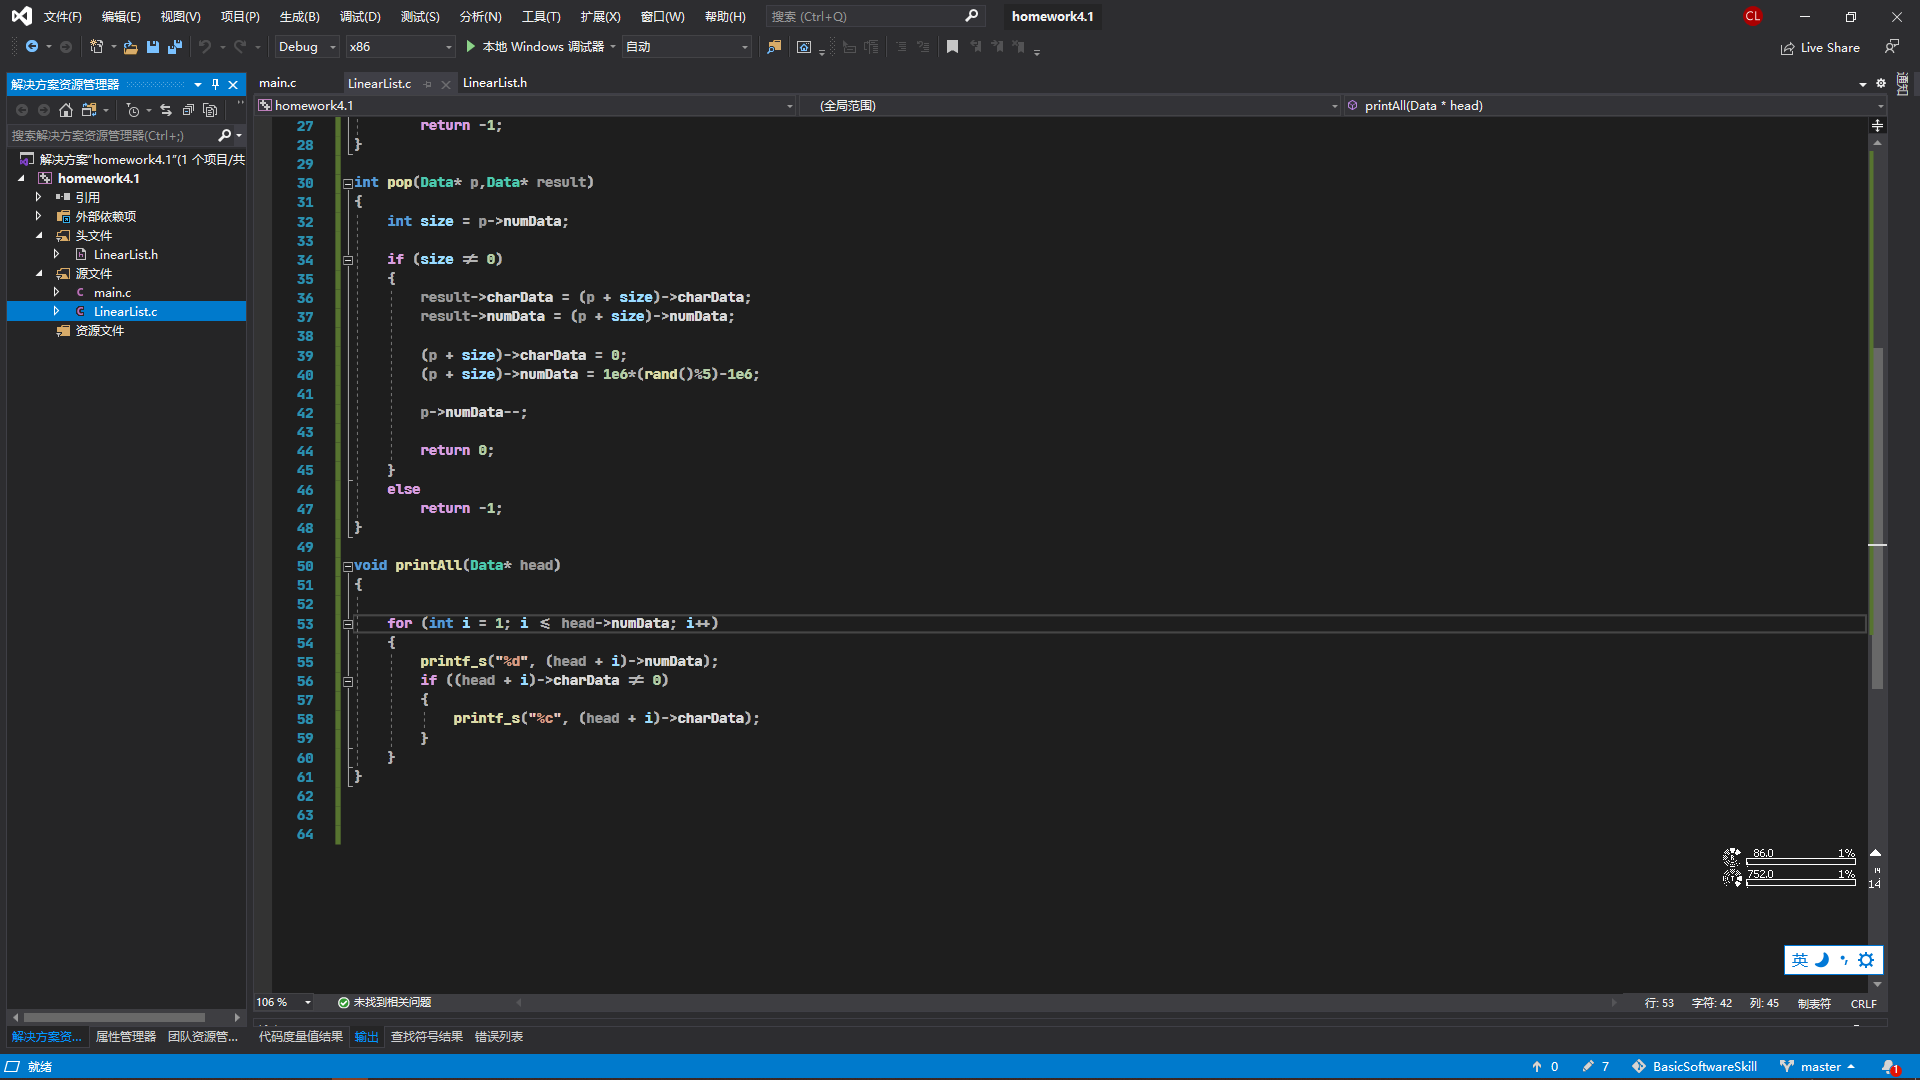 文件(F) 编辑(E) 视图(V) 项目(P) 生成(B) 调试(D) 测试(S) 分析(N) 工具(T) 扩展(X) 窗口(W) 帮助(H) 搜索 (Ctrl+Q) homework4.1 CL
Debug x86 本地 Windows 调试器 自动 Live Share
解决方案资源管理器
搜索解决方案资源管理器(Ctrl+;)
解决方案"homework4.1"(1 个项目/共
homework4.1
引用
外部依赖项
头文件
LinearList.h
源文件
main.c
LinearList.c
资源文件
main.c LinearList.c LinearList.h
homework4.1 (全局范围) printAll(Data * head)
27 return -1;
28 }
29
30 int pop(Data* p,Data* result)
31 {
32 int size = p->numData;
33
34 if (size ≠ 0)
35 {
36 result->charData = (p + size)->charData;
37 result->numData = (p + size)->numData;
38
39 (p + size)->charData = 0;
40 (p + size)->numData = 1e6*(rand()%5)-1e6;
41
42 p->numData--;
43
44 return 0;
45 }
46 else
47 return -1;
48 }
49
50 void printAll(Data* head)
51 {
52
53 for (int i = 1; i ⩽ head->numData; i++)
54 {
55 printf_s("%d", (head + i)->numData);
56 if ((head + i)->charData ≠ 0)
57 {
58 printf_s("%c", (head + i)->charData);
59 }
60 }
61 }
62
63
64
86.0 1%
752.0 1%
14
英
106 % 未找到相关问题 行: 53 字符: 42 列: 45 制表符 CRLF
解决方案资... 属性管理器 团队资源管... 代码度量值结果 输出 查找符号结果 错误列表
就绪 0 7 BasicSoftwareSkill master 1